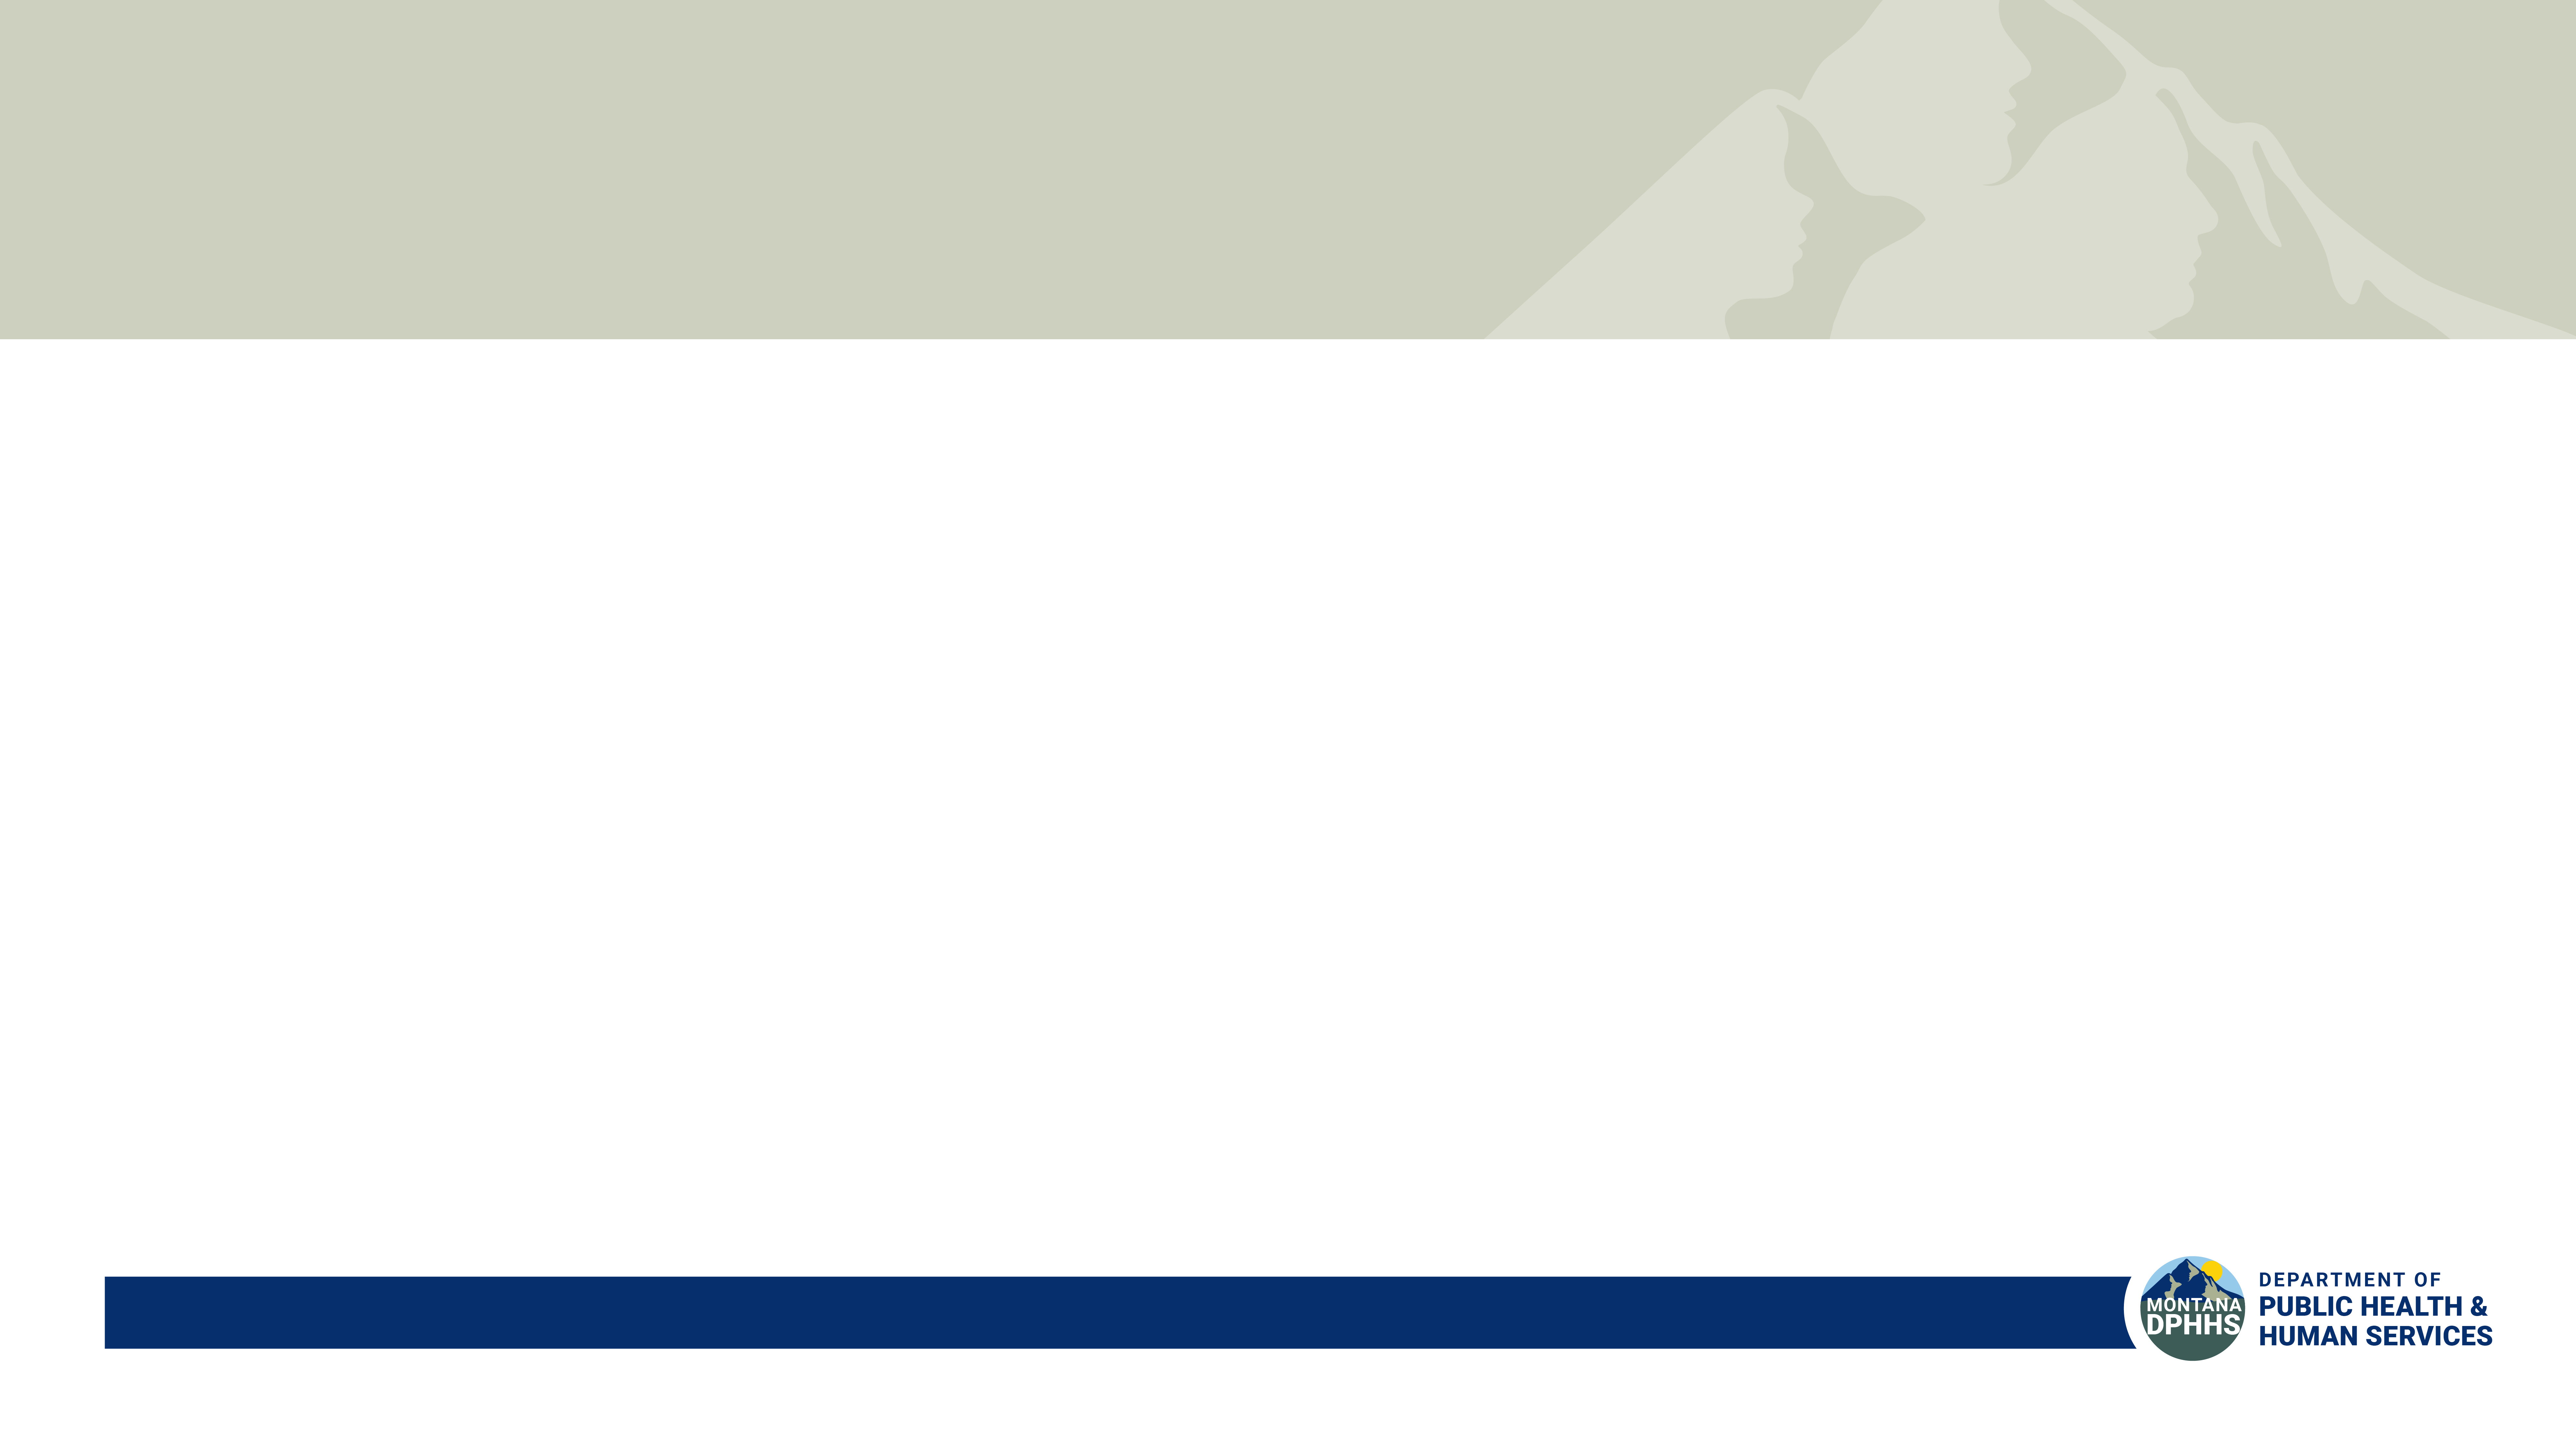 MONTANA
DPHHS
DEPARTMENT OF
PUBLIC HEALTH &
HUMAN SERVICES